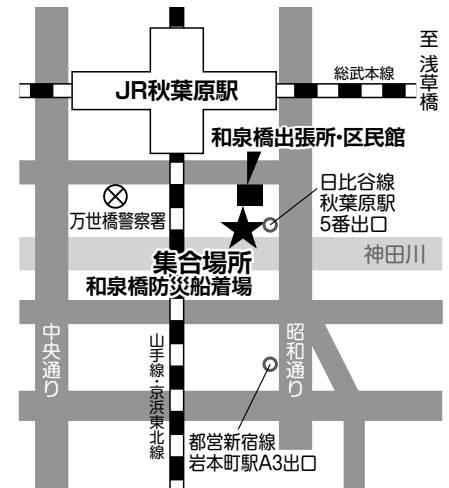 至 浅草橋
総武本線
JR秋葉原駅
和泉橋出張所・区民館
日比谷線
秋葉原駅
5番出口
万世橋警察署
神田川
集合場所
和泉橋防災船着場
中央通り
山手線・京浜東北線
昭和通り
都営新宿線
岩本町駅A3出口